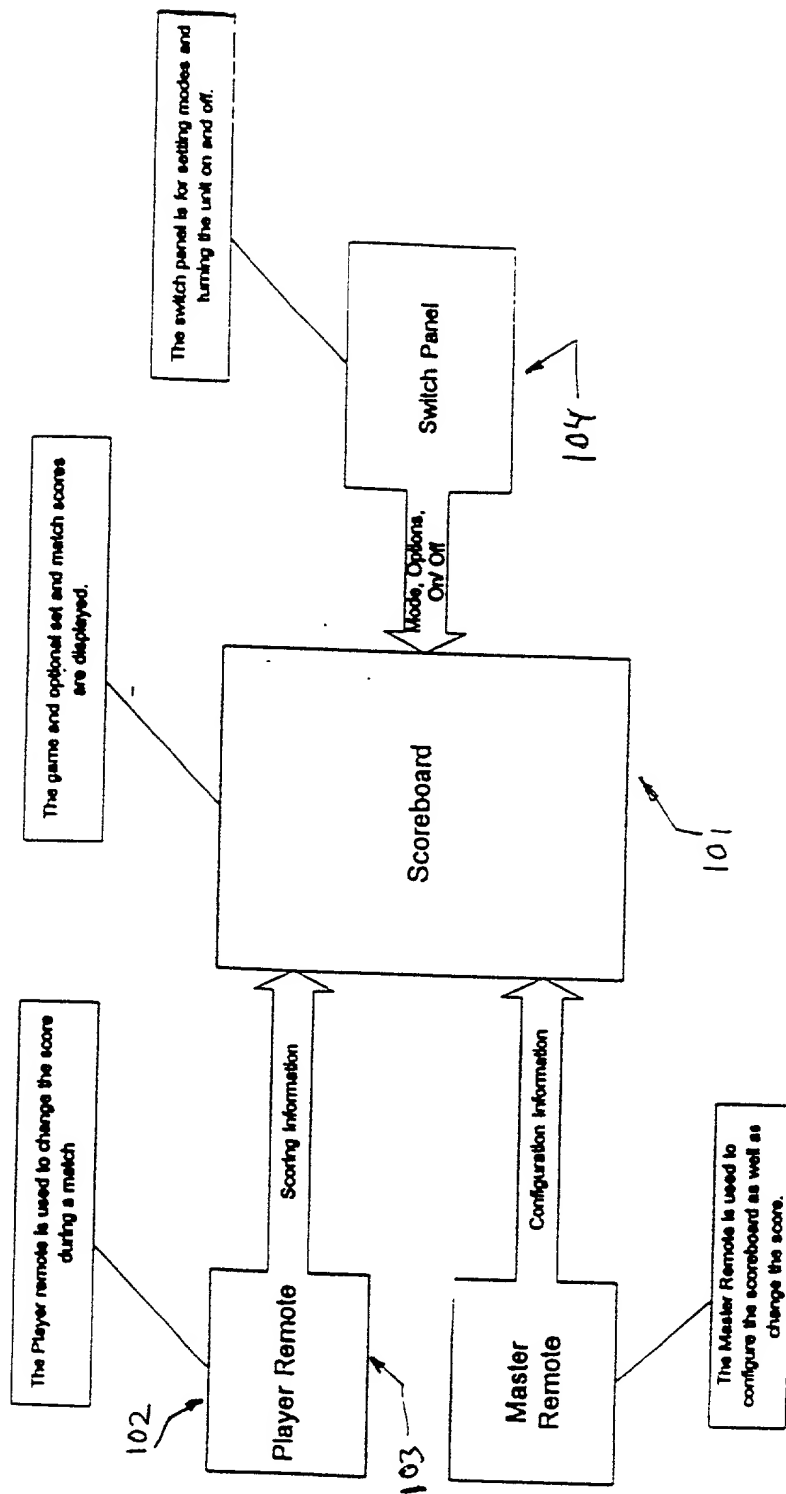 The Player remote is used to change the score
during a match
102
Player Remote
103
Scoring Information
Master
Remote
Configuration Information
The Master Remote is used to
configure the scoreboard as well as
change the score.
The game and optional set and match scores
are displayed.
Scoreboard
101
Mode, Options,
On/ Off
The switch panel is for setting modes and
turning the unit on and off.
Switch Panel
104